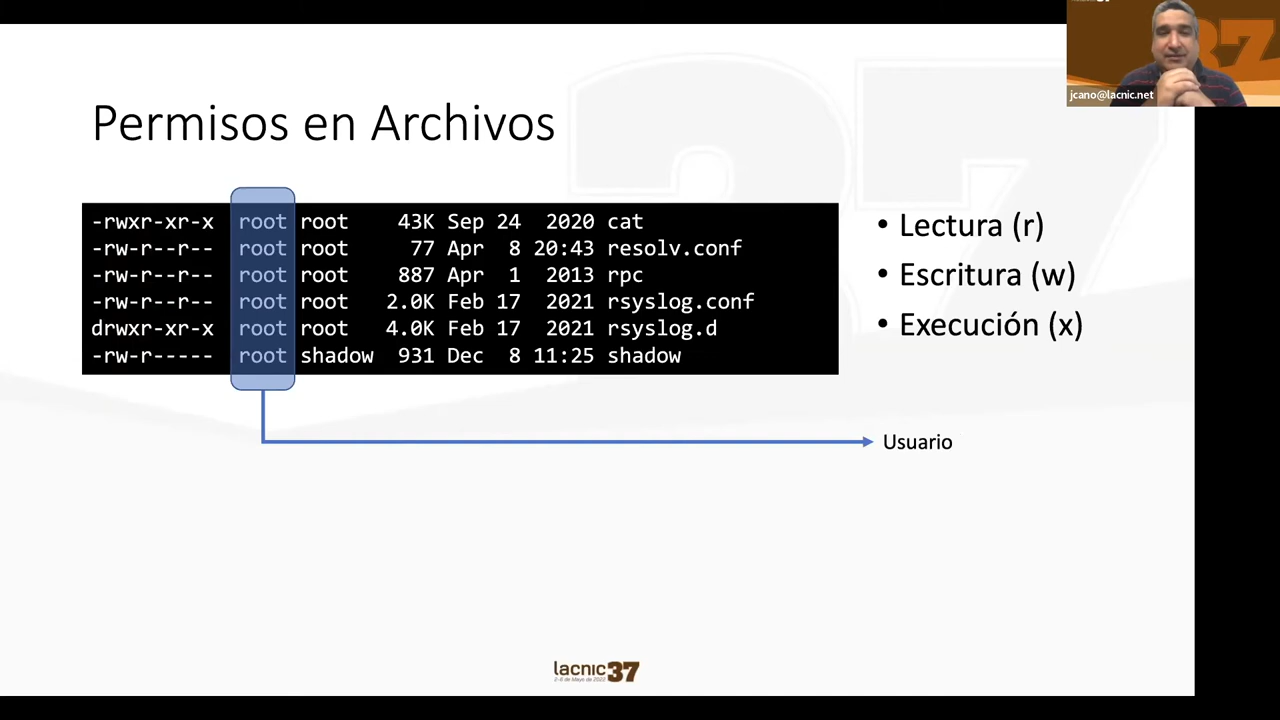 Permisos en Archivos
-rwxr-xr-x root root 43K Sep 24 2020 cat
-rw-r--r-- root root 77 Apr 8 20:43 resolv.conf
-rw-r--r-- root root 887 Apr 1 2013 rpc
-rw-r--r-- root root 2.0K Feb 17 2021 rsyslog.conf
drwxr-xr-x root root 4.0K Feb 17 2021 rsyslog.d
-rw-r----- root shadow 931 Dec 8 11:25 shadow
• Lectura (r)
• Escritura (w)
• Execución (x)
Usuario
jcano@lacnic.net
37
lacnic37